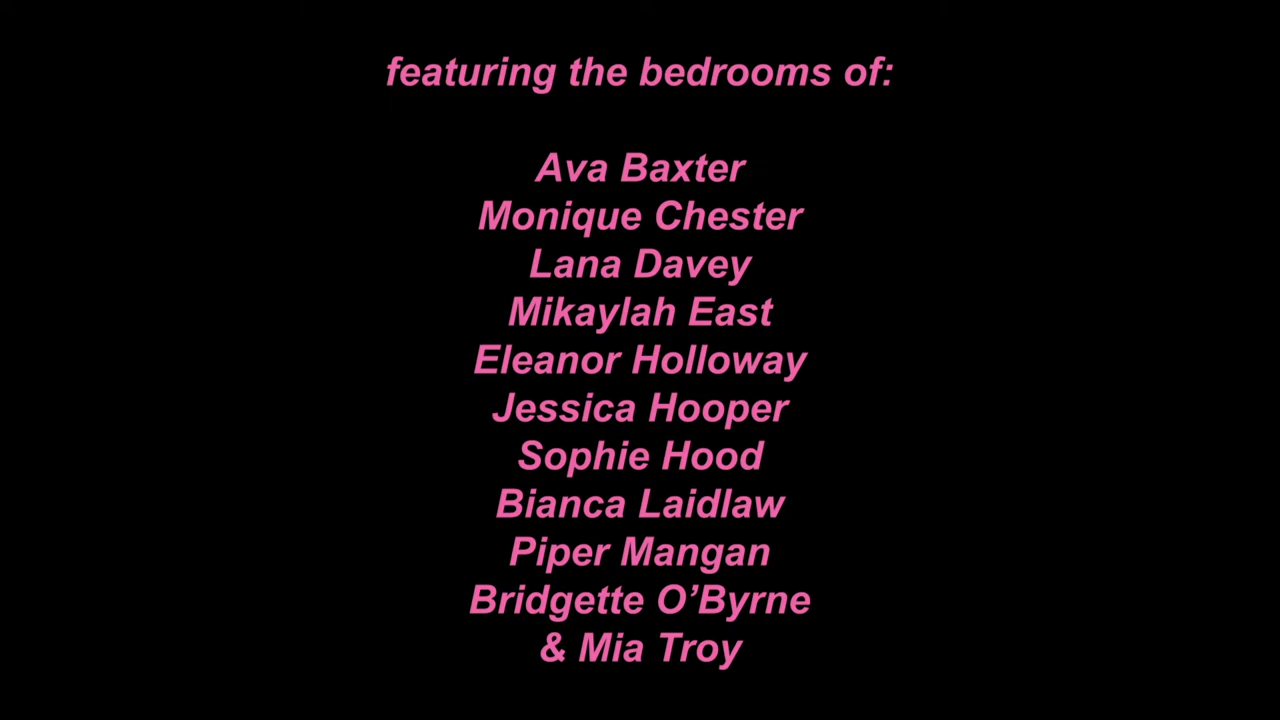 featuring the bedrooms of:
Ava Baxter
Monique Chester
Lana Davey
Mikaylah East
Eleanor Holloway
Jessica Hooper
Sophie Hood
Bianca Laidlaw
Piper Mangan
Bridgette O’Byrne
& Mia Troy